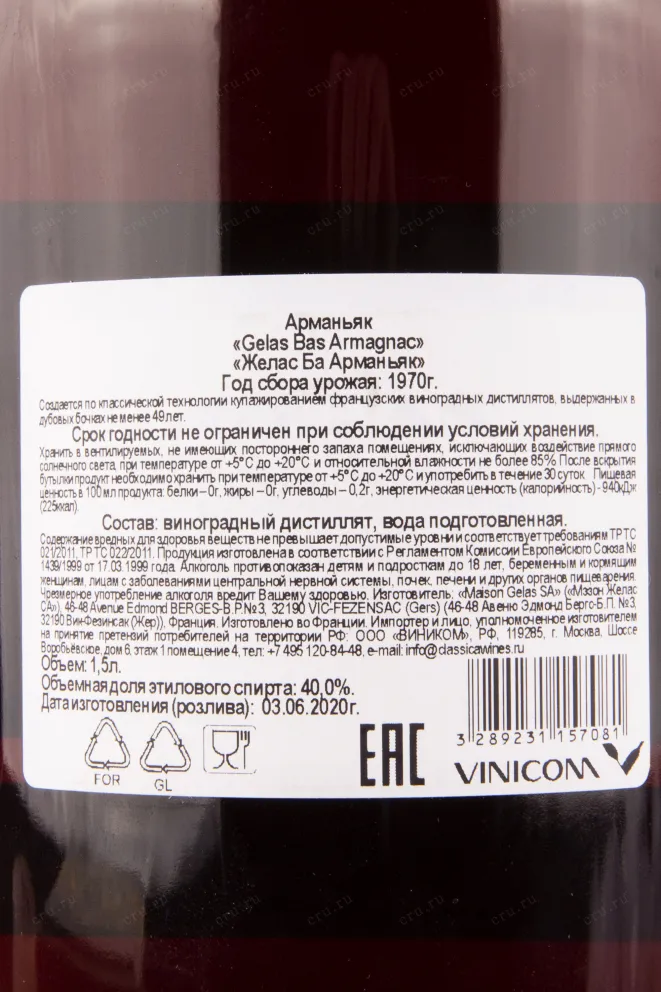 Арманьяк
«Gelas Bas Armagnac»
«Желас Ба Арманьяк»
Год сбора урожая: 1970г.
Создается по классической технологии купажированием французских виноградных дистиллятов, выдержанных в
дубовых бочках не менее 49 лет.
Срок годности не ограничен при соблюдении условий хранения.
Хранить в вентилируемых, не имеющих постороннего запаха помещениях, исключающих воздействие прямого
солнечного света, при температуре от +5°С до +20°С и относительной влажности не более 85% После вскрытия
бутылки продукт необходимо хранить при температуре от +5°С до +20°С и употребить в течение 30 суток Пищевая
ценность в 100 мл продукта: белки – 0г, жиры – 0г. углеводы – 0,2г, энергетическая ценность (калорийность) - 940кДж
(225ккал).
Состав: виноградный дистиллят, вода подготовленная.
Содержание вредных для здоровья веществ не превышает допустимые уровни и соответствует требованиям ТР ТС
021/2011, ТР ТС 022/2011. Продукция изготовлена в соответствии с Регламентом Комиссии Европейского Союза №
1439/1999 от 17.03.1999 года. Алкоголь противопоказан детям и подросткам до 18 лет, беременным и кормящим
женщинам, лицам с заболеваниями центральной нервной системы, почек, печени и других органов пищеварения.
Чрезмерное употребление алкоголя вредит Вашему здоровью. Изготовитель: «Maison Gelas SA» («Мэзон Желас
СА»), 46-48 Avenue Edmond BERGES-B.P.№3, 32190 VIC-FEZENSAC (Gers) (46-48 Авеню Эдмонд Бергс-Б.П. №3,
32190 Вик-Фезинсак (Жер)), Франция. Изготовлено во Франции. Импортер и лицо, уполномоченное изготовителем
на принятие претензий потребителей на территории РФ: ООО «ВИНИКОМ», РФ, 119285, г. Москва, Шоссе
Воробьёвское, дом 6, этаж 1 помещение 4, тел: +7 495 120-84-48, e-mail: info@classicawines.ru
Объем: 1,5л.
Объемная доля этилового спирта: 40,0%.
Дата изготовления (розлива): 03.06.2020г.
FOR
GL
EAC
3 289231 157081
VINICOM
cru.ru